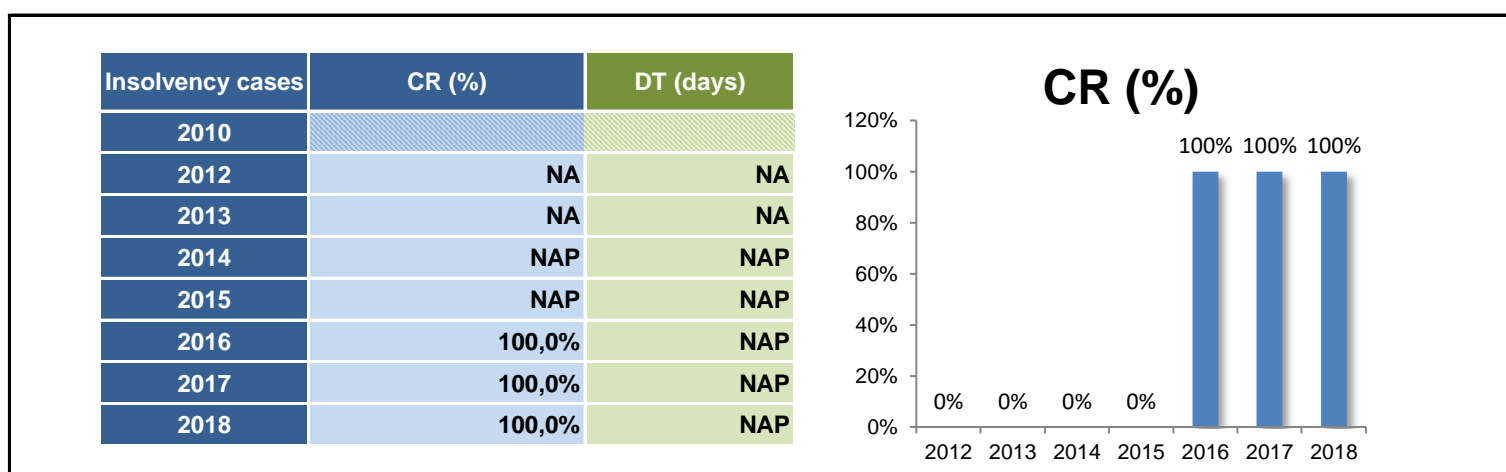 Insolvency cases CR (%) DT (days)
2010
2012 NA NA
2013 NA NA
2014 NAP NAP
2015 NAP NAP
2016 100,0% NAP
2017 100,0% NAP
2018 100,0% NAP
CR (%)
120%
100%
80%
60%
40%
20%
0%
0% 0% 0% 0% 100% 100% 100%
2012 2013 2014 2015 2016 2017 2018